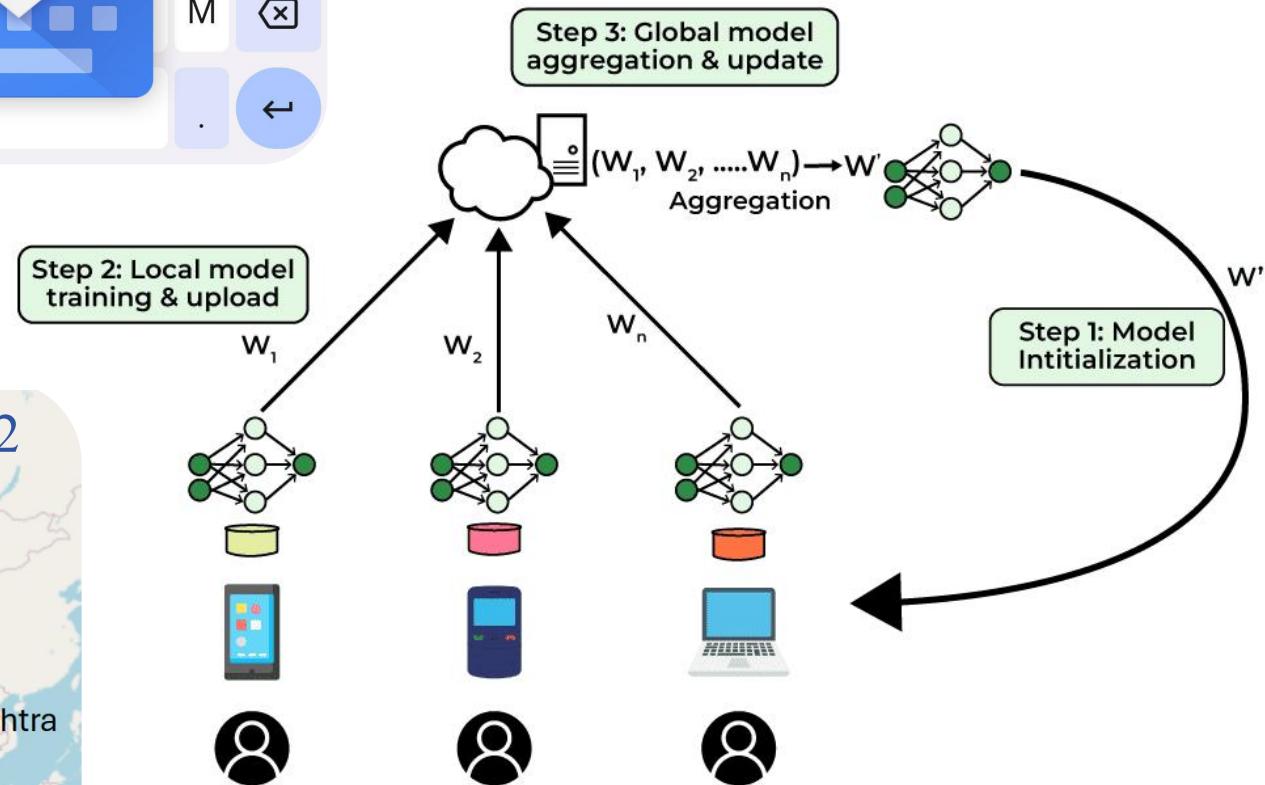 M
.
Step 3: Global model
aggregation & update
(W₁, W₂, .....Wₙ)→W'
Aggregation
Step 2: Local model
training & upload
W'
Step 1: Model
Intitialization
W₁
W₂
Wₙ
2
htra